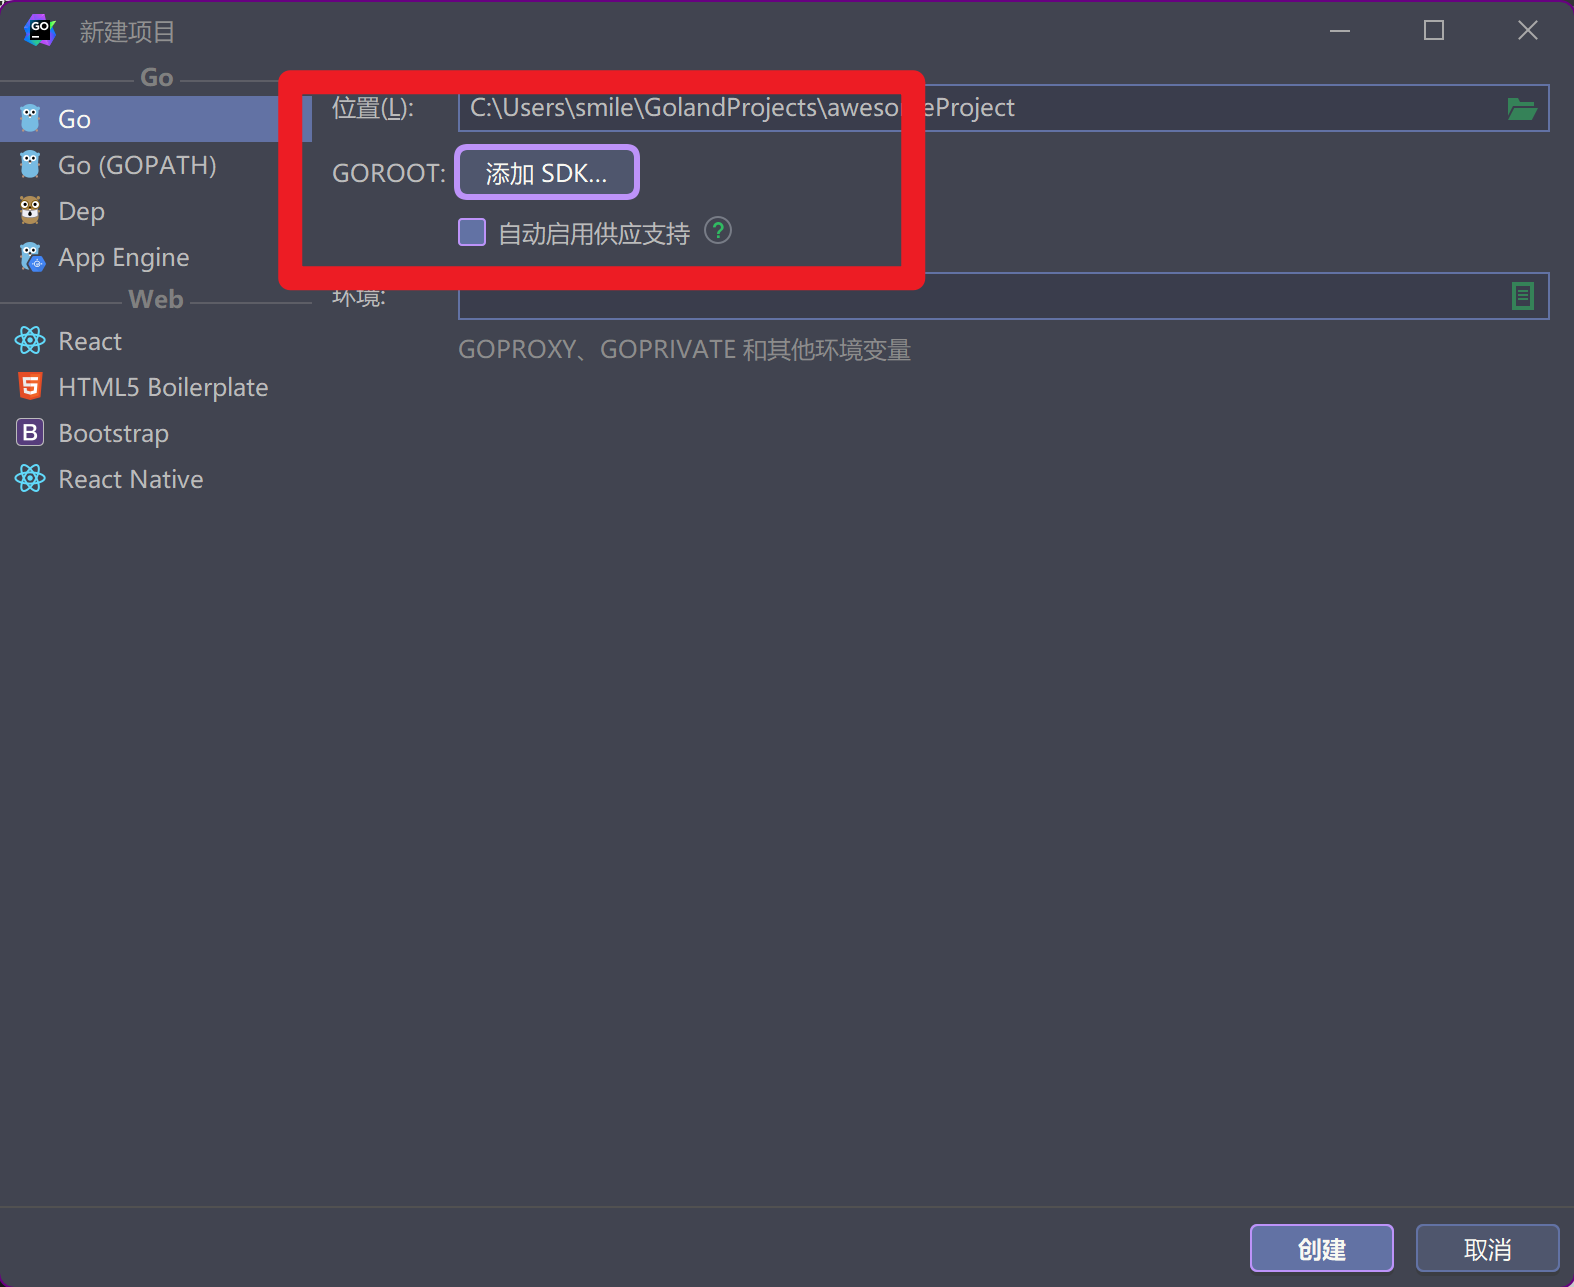 新建项目
Go
Go
Go (GOPATH)
Dep
App Engine
Web
React
HTML5 Boilerplate
Bootstrap
React Native
位置(L):
C:\Users\smile\GolandProjects\aweso eProject
GOROOT:
添加 SDK...
自动启用供应支持
环境:
GOPROXY、GOPRIVATE 和其他环境变量
创建
取消